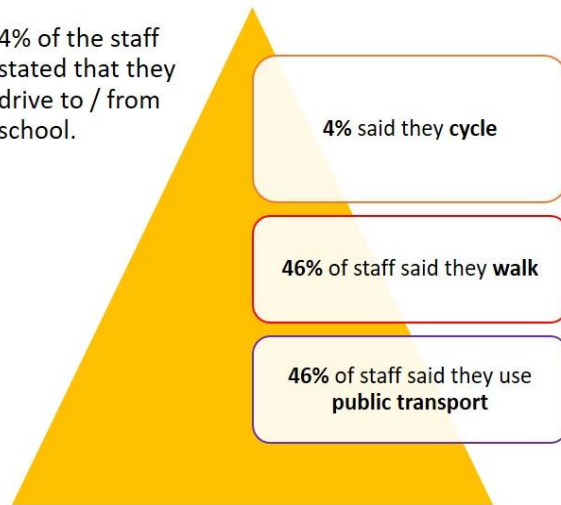 4% of the staff
stated that they
drive to / from
school.
4% said they cycle
46% of staff said they walk
46% of staff said they use
public transport